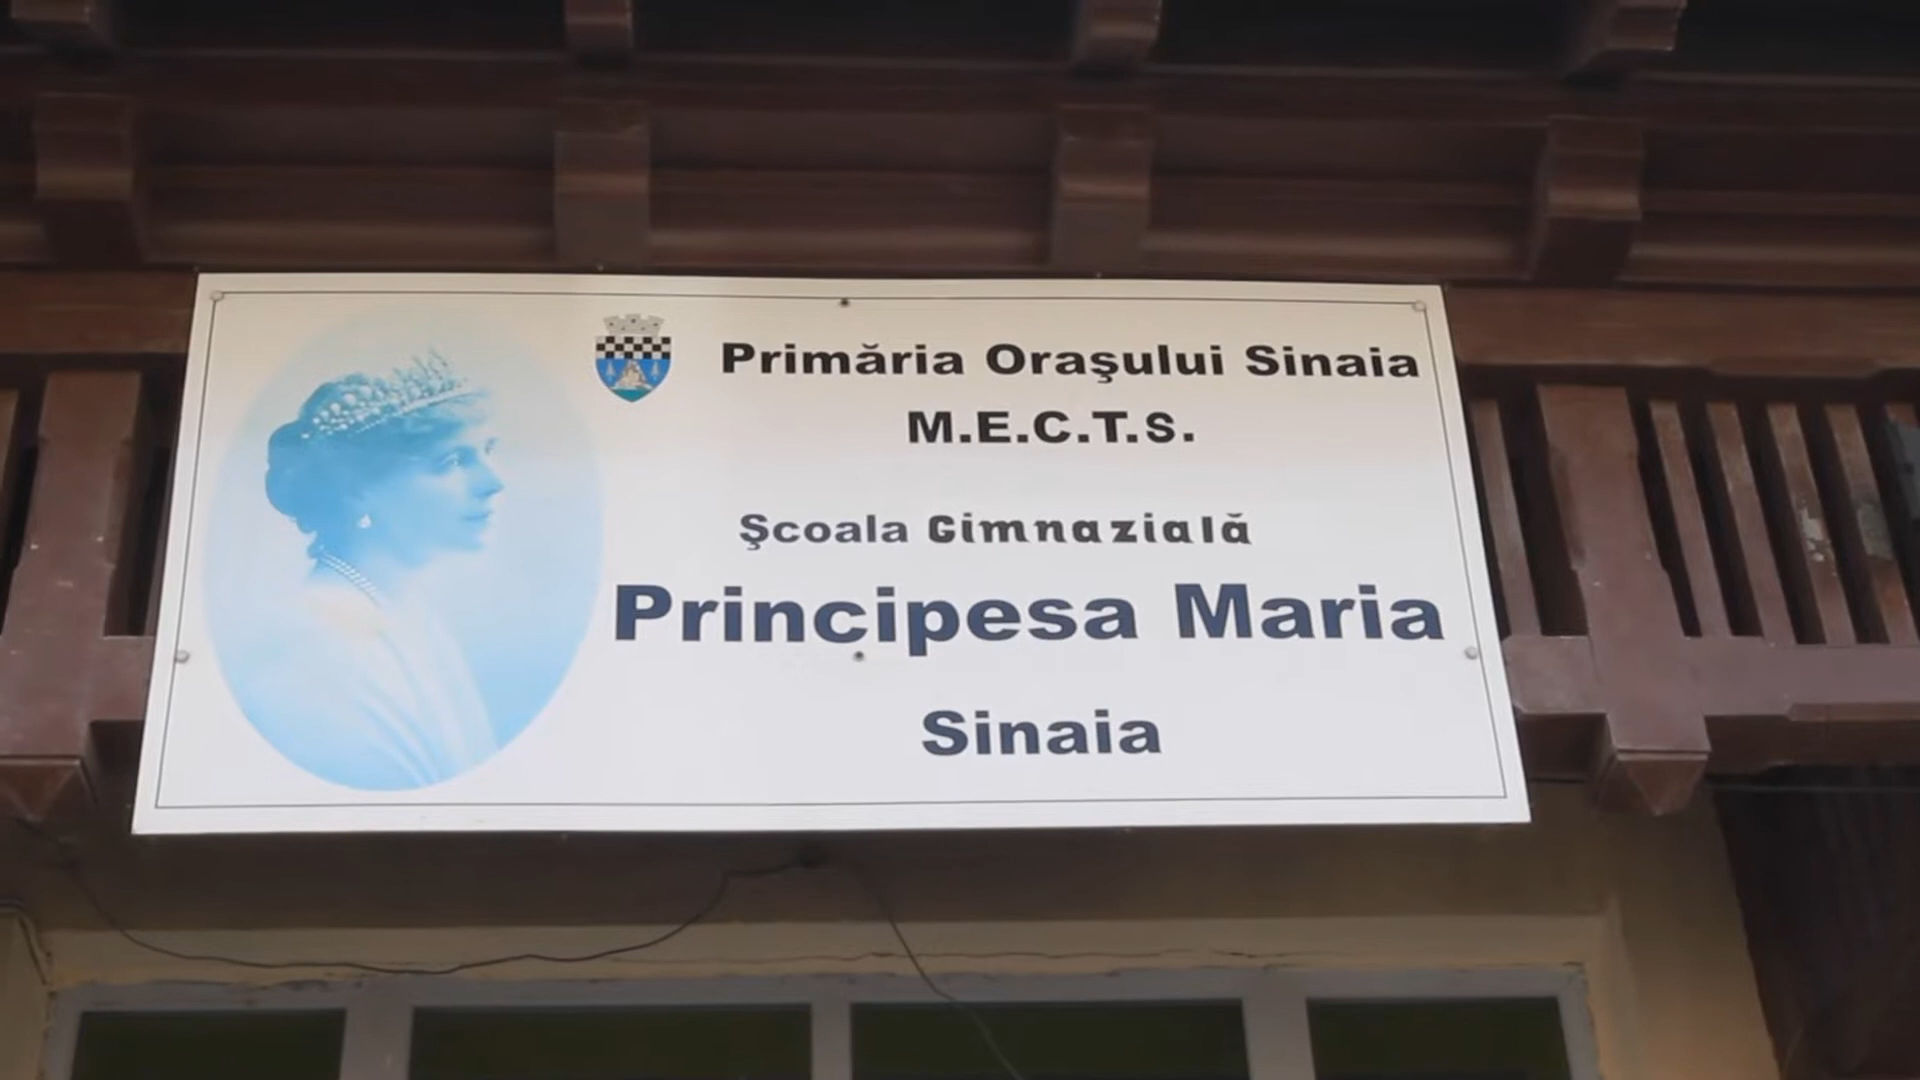 Primăria Oraşului Sinaia
M.E.C.T.S.
Şcoala Gimnazială
Principesa Maria
Sinaia